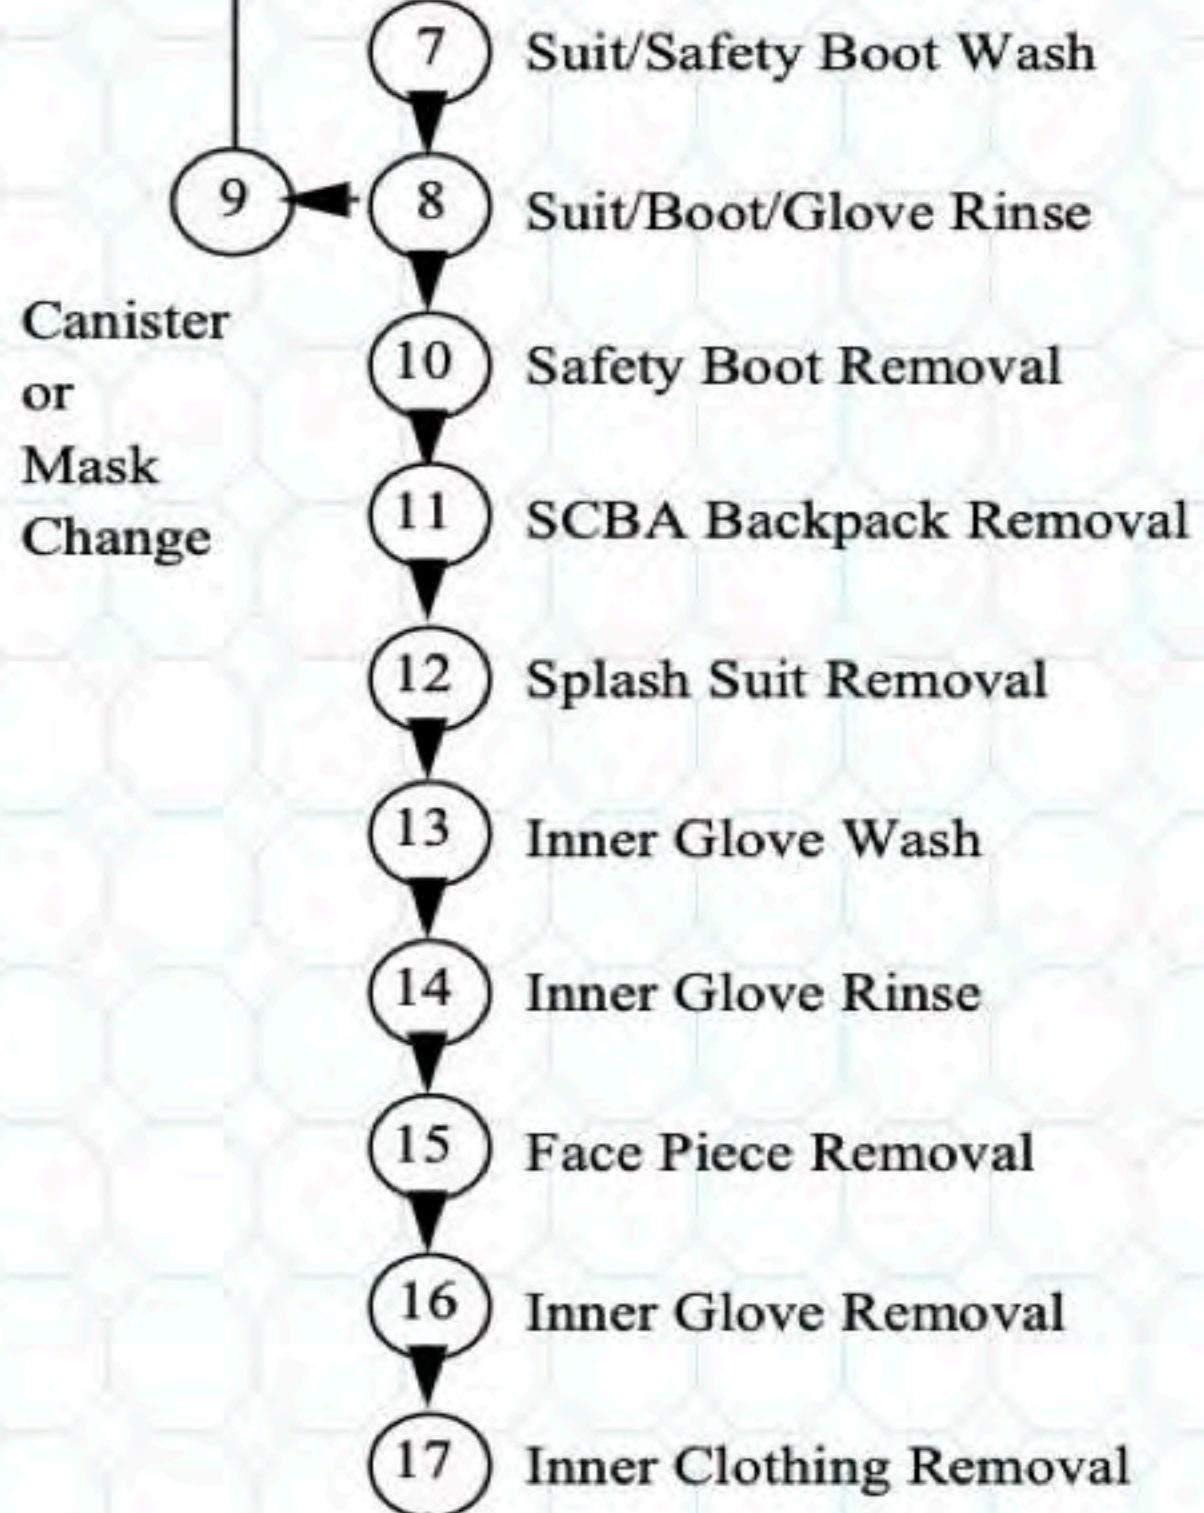 7 Suit/Safety Boot Wash
9 8 Suit/Boot/Glove Rinse
Canister
or
Mask
Change
10 Safety Boot Removal
11 SCBA Backpack Removal
12 Splash Suit Removal
13 Inner Glove Wash
14 Inner Glove Rinse
15 Face Piece Removal
16 Inner Glove Removal
17 Inner Clothing Removal